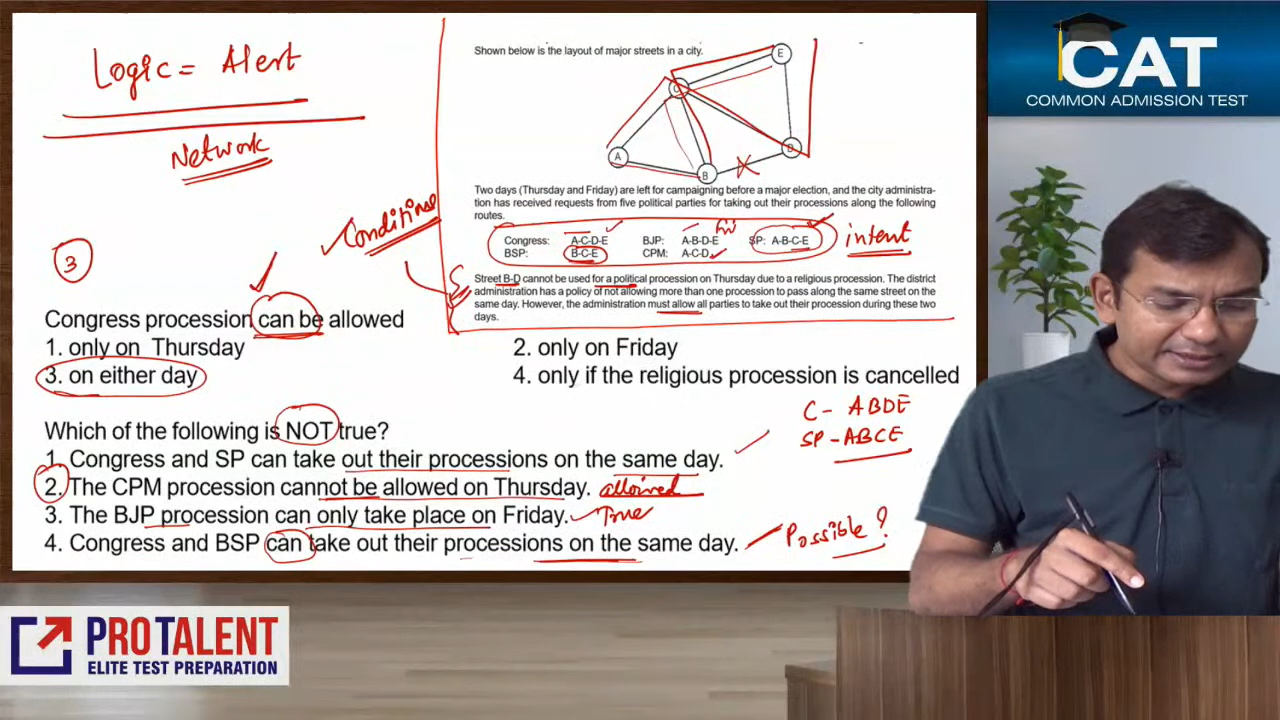 Logic = Alert
Network
Conditions
3
Shown below is the layout of major streets in a city.
E
C
A
B
D
Two days (Thursday and Friday) are left for campaigning before a major election, and the city administra-
tion has received requests from five political parties for taking out their processions along the following
routes.
Congress: A-C-D-E BJP: A-B-D-E Fri SP: A-B-C-E
BSP: B-C-E CPM: A-C-D
intent
Street B-D cannot be used for a political procession on Thursday due to a religious procession. The district
administration has a policy of not allowing more than one procession to pass along the same street on the
same day. However, the administration must allow all parties to take out their procession during these two
days.
Congress procession can be allowed
1. only on Thursday 2. only on Friday
3. on either day 4. only if the religious procession is cancelled
Which of the following is NOT true?
1. Congress and SP can take out their processions on the same day.
2. The CPM procession cannot be allowed on Thursday. allowed
3. The BJP procession can only take place on Friday. True
4. Congress and BSP can take out their processions on the same day. Possible?
C - ABDE
SP - ABCE
CAT
COMMON ADMISSION TEST
PROTALENT
ELITE TEST PREPARATION